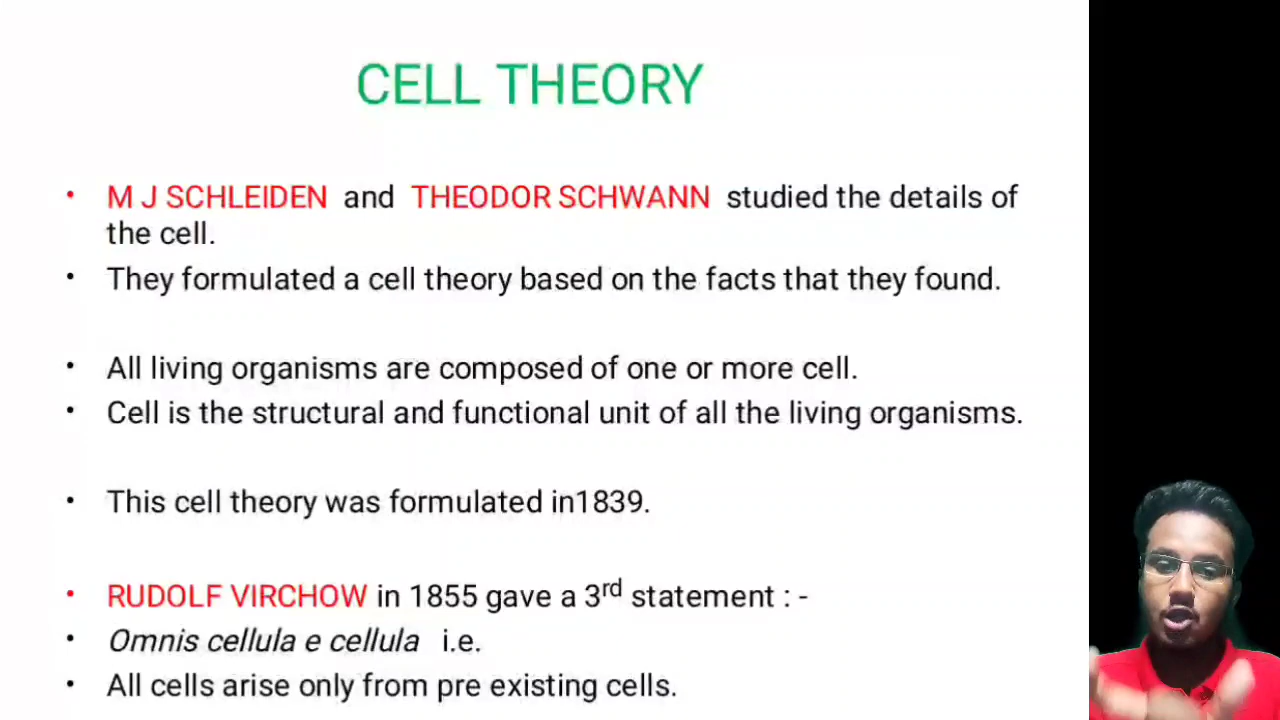 CELL THEORY
• M J SCHLEIDEN and THEODOR SCHWANN studied the details of
the cell.
• They formulated a cell theory based on the facts that they found.
• All living organisms are composed of one or more cell.
• Cell is the structural and functional unit of all the living organisms.
• This cell theory was formulated in1839.
• RUDOLF VIRCHOW in 1855 gave a 3rd statement : -
• Omnis cellula e cellula i.e.
• All cells arise only from pre existing cells.